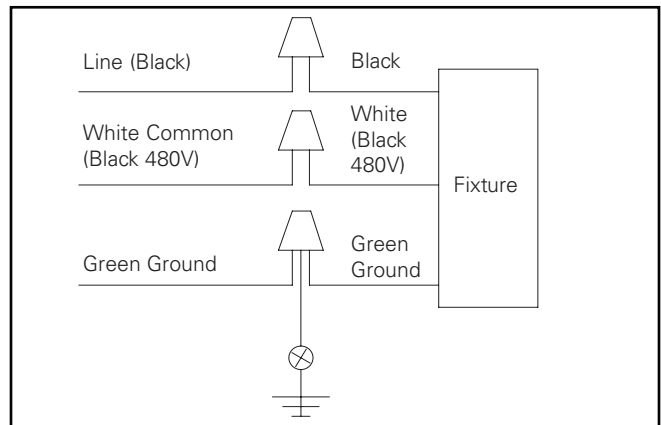 Line (Black)
Black
White Common
(Black 480V)
White
(Black
480V)
Fixture
Green Ground
Green
Ground